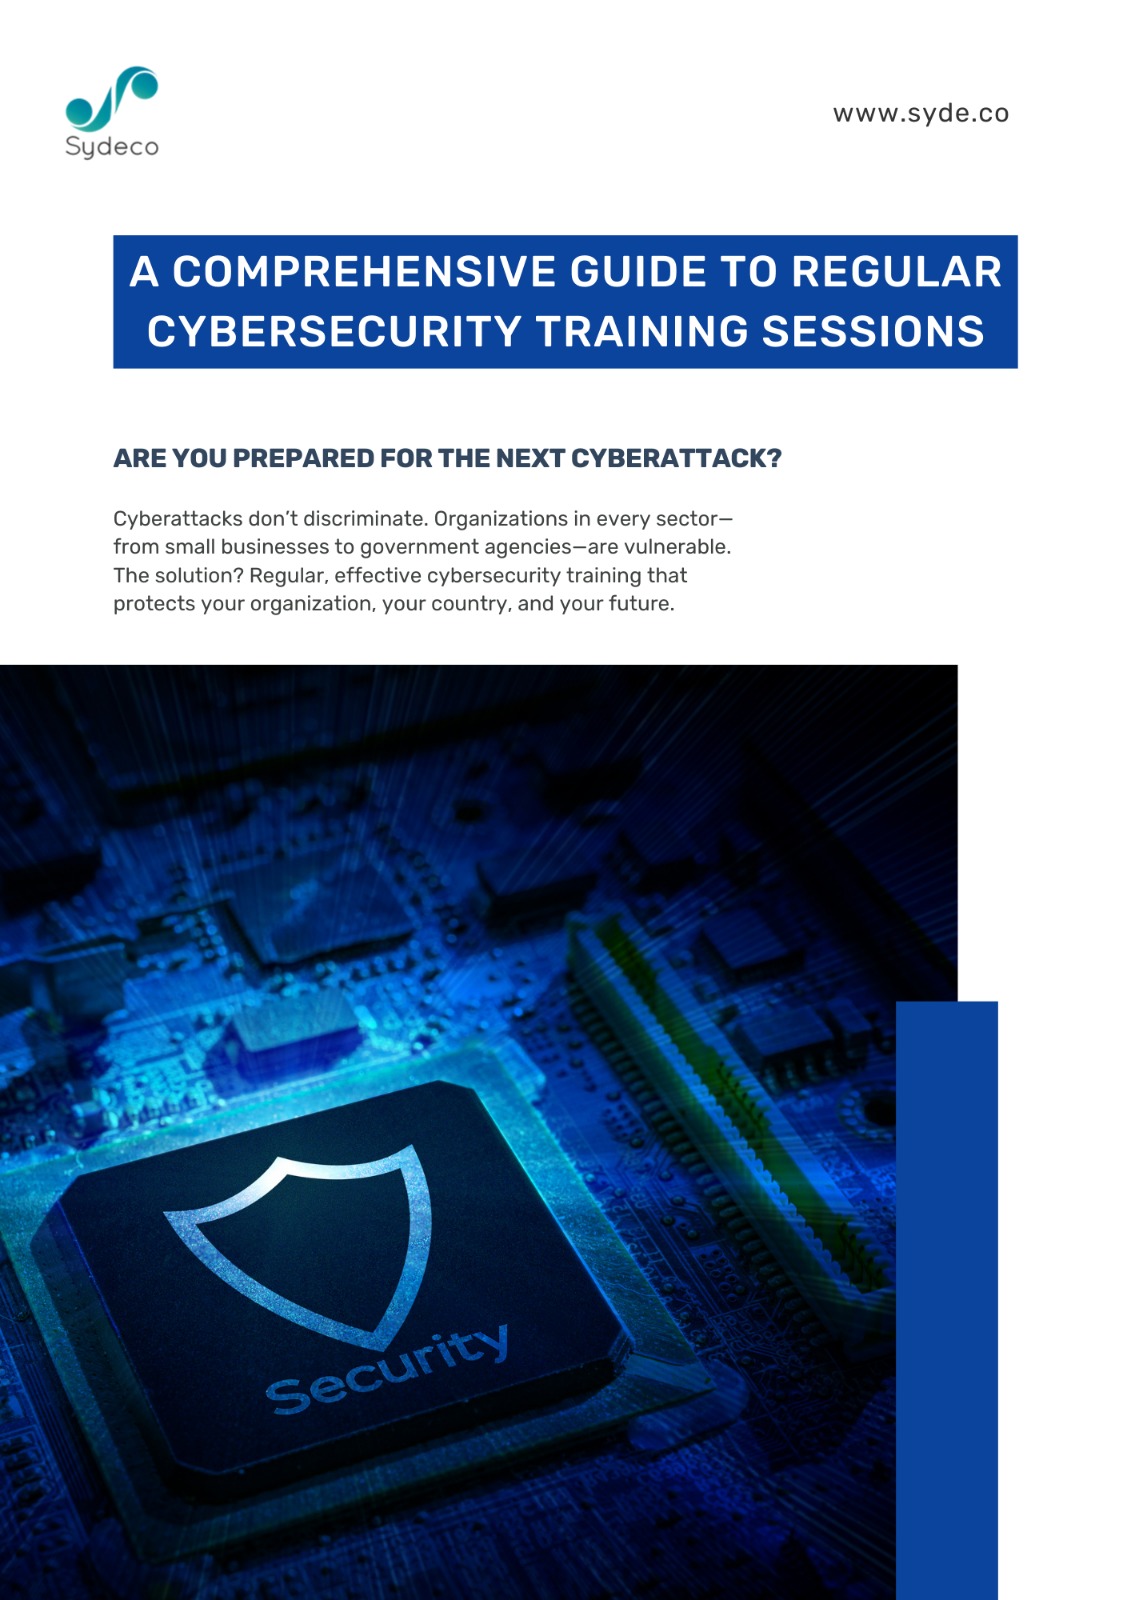 Sydeco
www.syde.co
A COMPREHENSIVE GUIDE TO REGULAR
CYBERSECURITY TRAINING SESSIONS
ARE YOU PREPARED FOR THE NEXT CYBERATTACK?
Cyberattacks don’t discriminate. Organizations in every sector—
from small businesses to government agencies—are vulnerable.
The solution? Regular, effective cybersecurity training that
protects your organization, your country, and your future.
Security